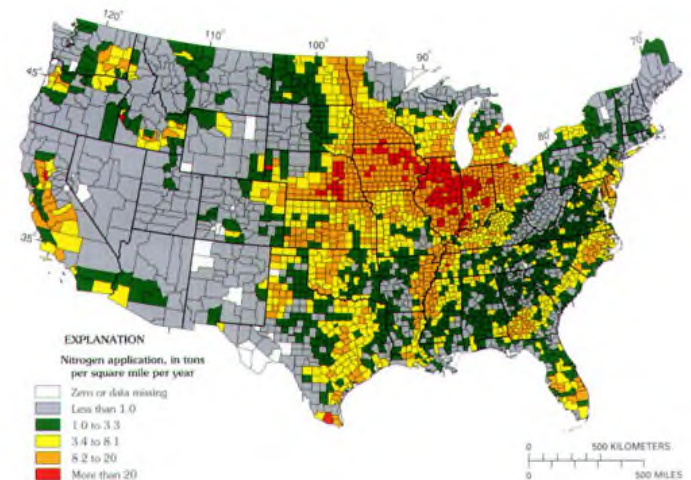 120°
100°
90°
70°
45°
80°
35°
EXPLANATION
Nitrogen application, in tons
per square mile per year
Zero or data missing
Less than 1.0
1.0 to 3.3
3.4 to 8.1
8.2 to 20
More than 20
0 500 KILOMETERS
0 500 MILES